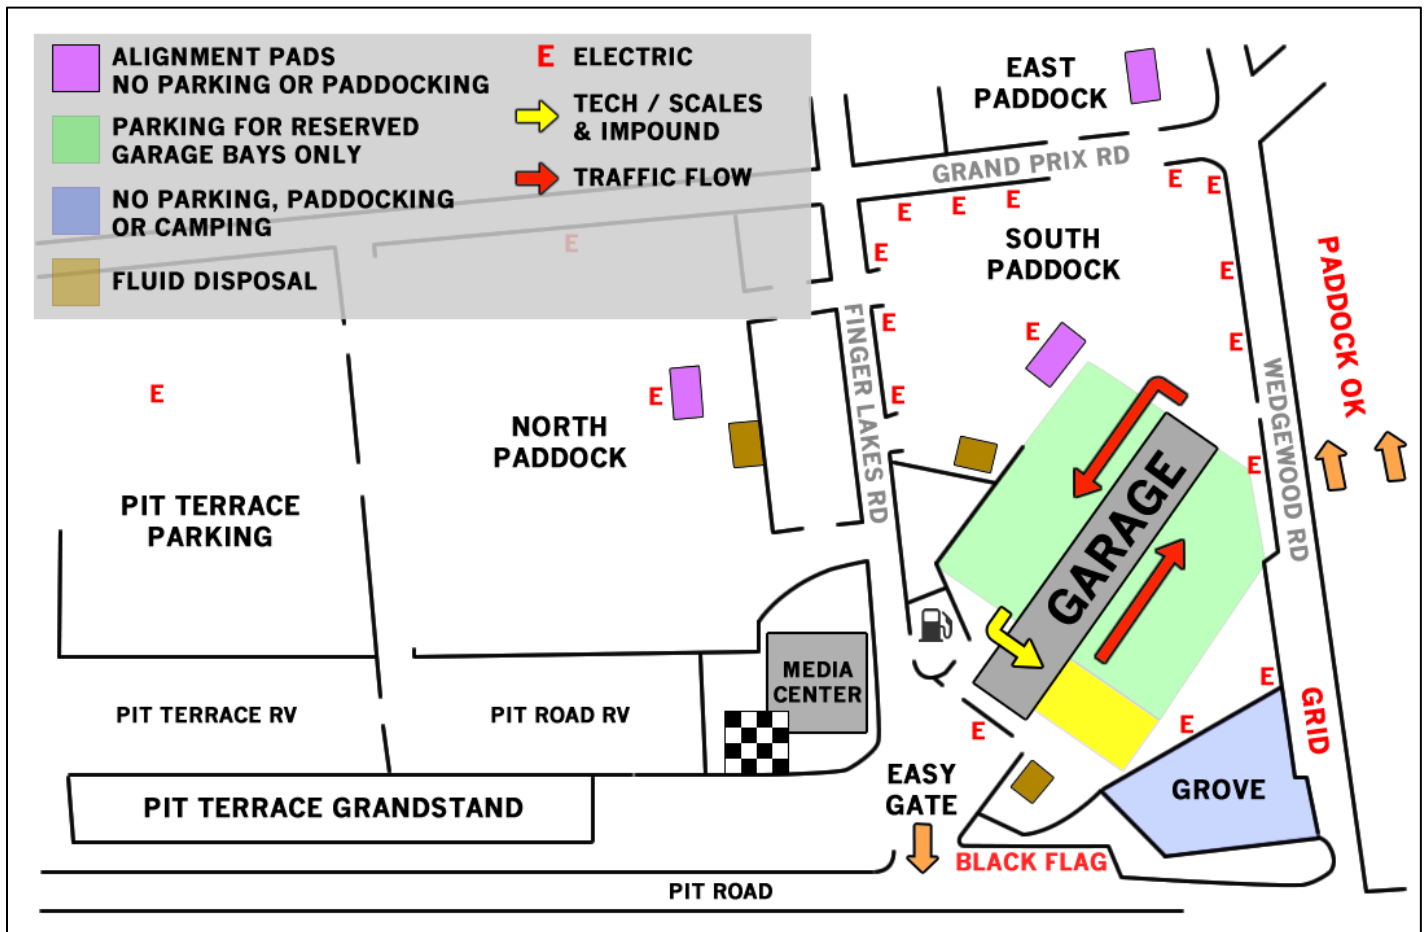 ALIGNMENT PADS
NO PARKING OR PADDOCKING
PARKING FOR RESERVED
GARAGE BAYS ONLY
NO PARKING, PADDOCKING
OR CAMPING
FLUID DISPOSAL
E ELECTRIC
TECH / SCALES
& IMPOUND
TRAFFIC FLOW
E
EAST
PADDOCK
GRAND PRIX RD
E
E
E
E
E
SOUTH
PADDOCK
E
E
E
E
E
E
E
E
PADDOCK OK
FINGER LAKES RD
WEDGEWOOD RD
E
E
NORTH
PADDOCK
PIT TERRACE
PARKING
GARAGE
MEDIA
CENTER
PIT TERRACE RV
PIT ROAD RV
E
E
E
GRID
EASY
GATE
GROVE
PIT TERRACE GRANDSTAND
BLACK FLAG
PIT ROAD